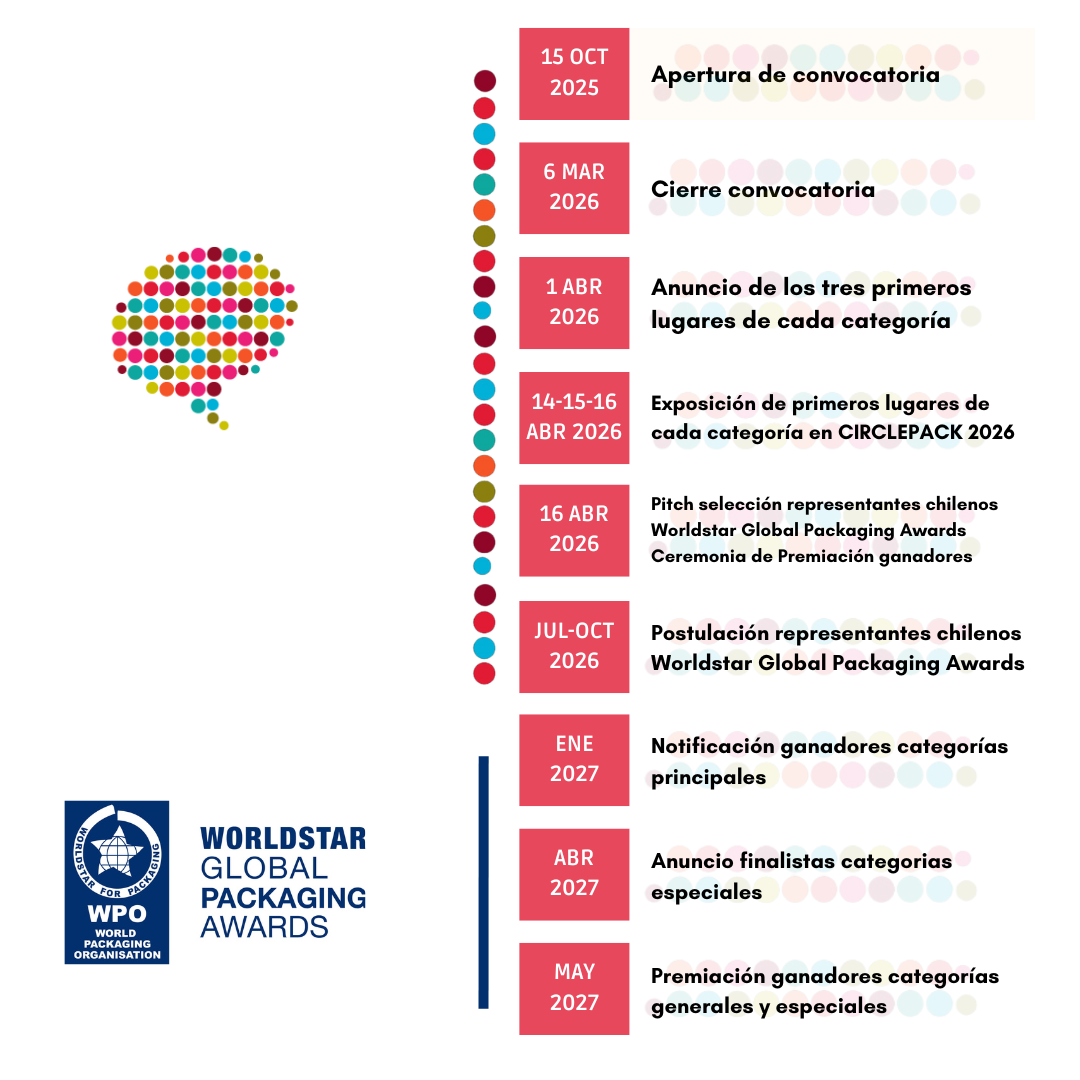 15 OCT
2025
Apertura de convocatoria
6 MAR
2026
Cierre convocatoria
1 ABR
2026
Anuncio de los tres primeros
lugares de cada categoría
14-15-16
ABR 2026
Exposición de primeros lugares de
cada categoría en CIRCLEPACK 2026
16 ABR
2026
Pitch selección representantes chilenos
Worldstar Global Packaging Awards
Ceremonia de Premiación ganadores
JUL-OCT
2026
Postulación representantes chilenos
Worldstar Global Packaging Awards
ENE
2027
Notificación ganadores categorías
principales
ABR
2027
Anuncio finalistas categorias
especiales
MAY
2027
Premiación ganadores categorías
generales y especiales
WORLDSTAR FOR PACKAGING
WPO
WORLD
PACKAGING
ORGANISATION
WORLDSTAR
GLOBAL
PACKAGING
AWARDS